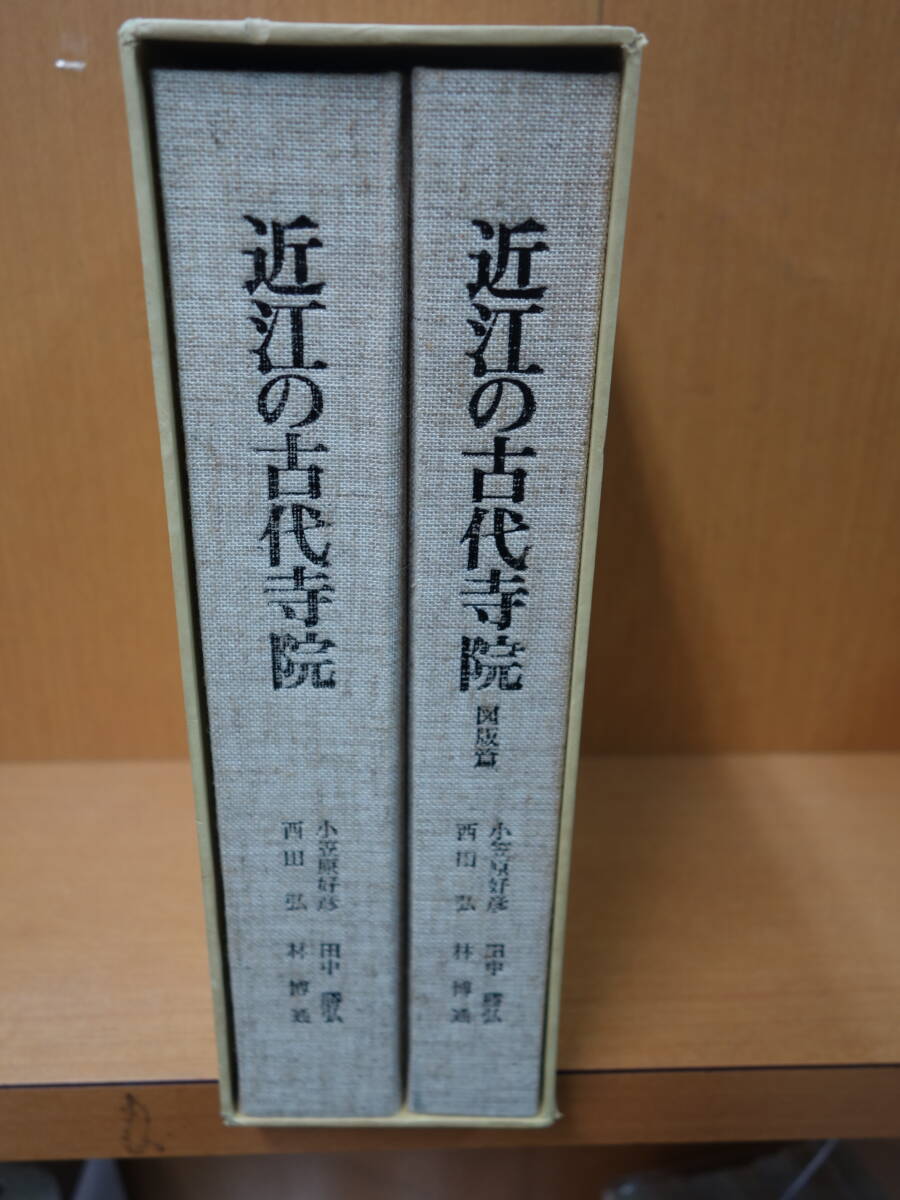 近江の古代寺院
小笠原好彦 田中勝弘
西田弘 林博通
近江の古代寺院 図版篇
小笠原好彦 田中勝弘
西田弘 林博通